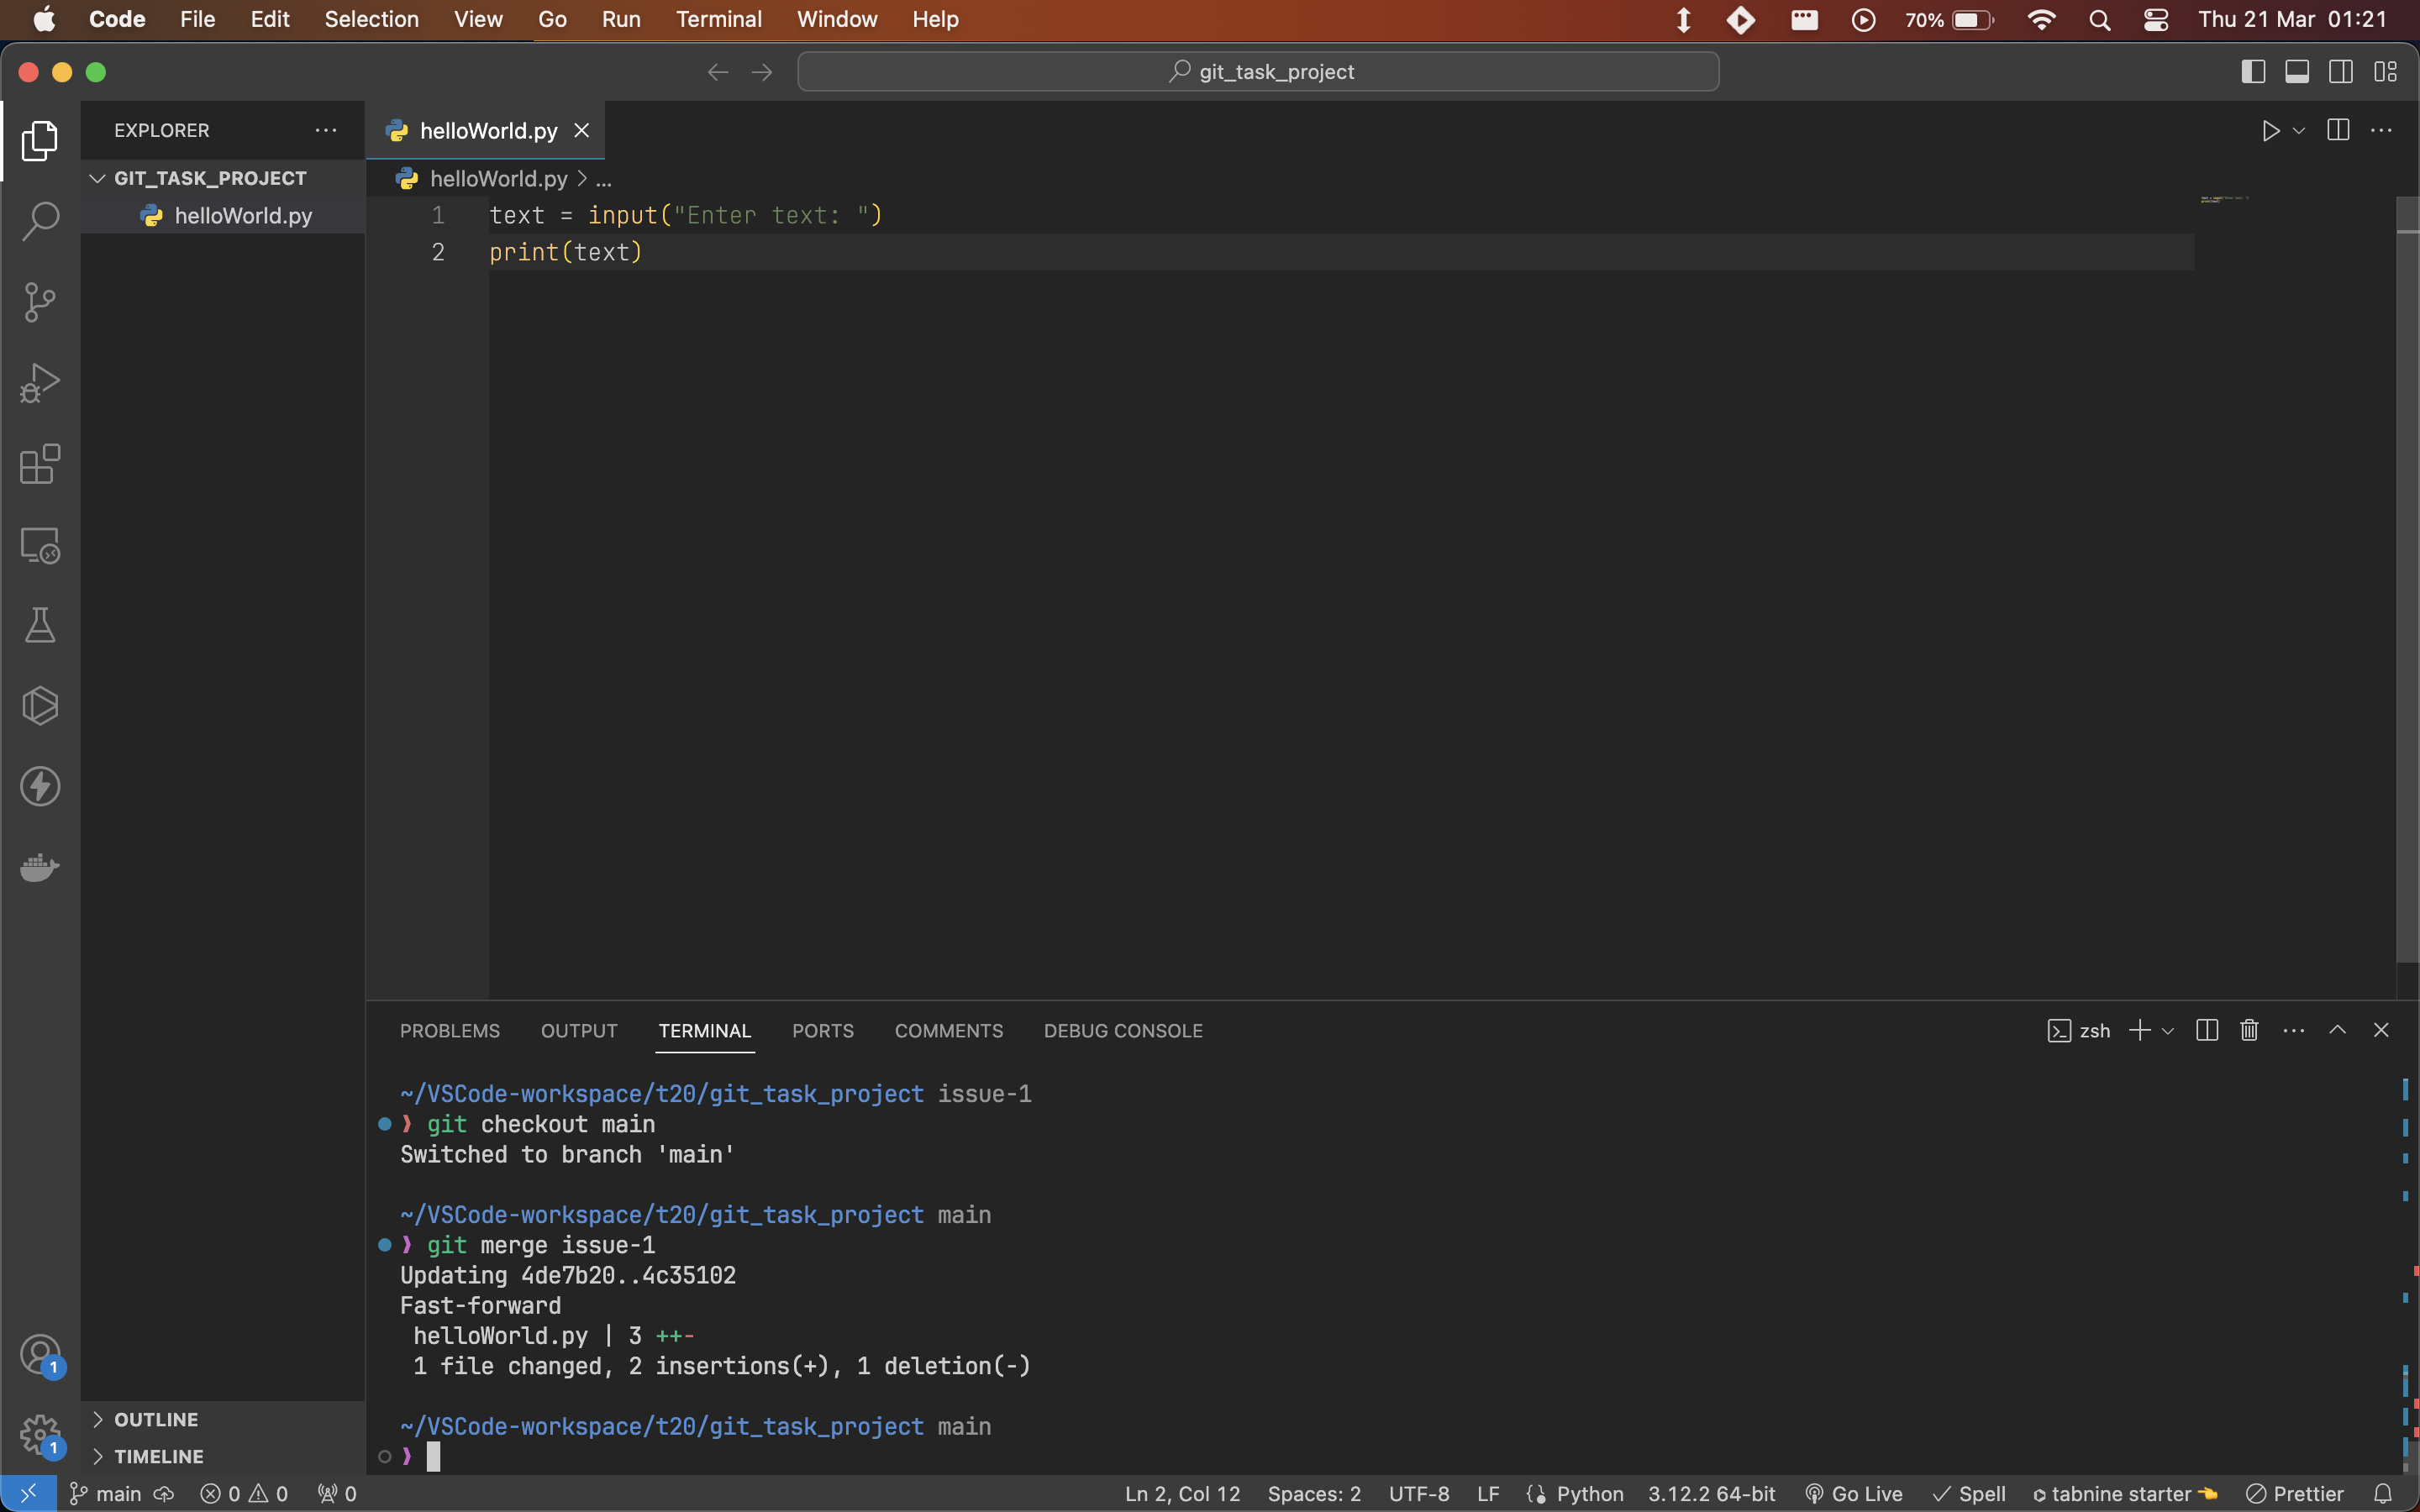 Code File Edit Selection View Go Run Terminal Window Help 70% Thu 21 Mar 01:21
git_task_project
EXPLORER
GIT_TASK_PROJECT
helloWorld.py
OUTLINE
TIMELINE
1
1
helloWorld.py
helloWorld.py > ...
1 text = input("Enter text: ")
2 print(text)
PROBLEMS OUTPUT TERMINAL PORTS COMMENTS DEBUG CONSOLE zsh
~/VSCode-workspace/t20/git_task_project issue-1
❯ git checkout main
Switched to branch 'main'
~/VSCode-workspace/t20/git_task_project main
❯ git merge issue-1
Updating 4de7b20..4c35102
Fast-forward
helloWorld.py | 3 ++-
1 file changed, 2 insertions(+), 1 deletion(-)
~/VSCode-workspace/t20/git_task_project main
❯
main 0 0 0 Ln 2, Col 12 Spaces: 2 UTF-8 LF {} Python 3.12.2 64-bit Go Live Spell tabnine starter Prettier